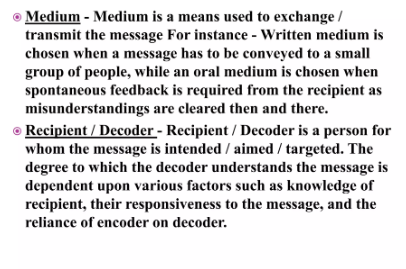 Medium - Medium is a means used to exchange /
transmit the message For instance - Written medium is
chosen when a message has to be conveyed to a small
group of people, while an oral medium is chosen when
spontaneous feedback is required from the recipient as
misunderstandings are cleared then and there.
Recipient / Decoder - Recipient / Decoder is a person for
whom the message is intended / aimed / targeted. The
degree to which the decoder understands the message is
dependent upon various factors such as knowledge of
recipient, their responsiveness to the message, and the
reliance of encoder on decoder.